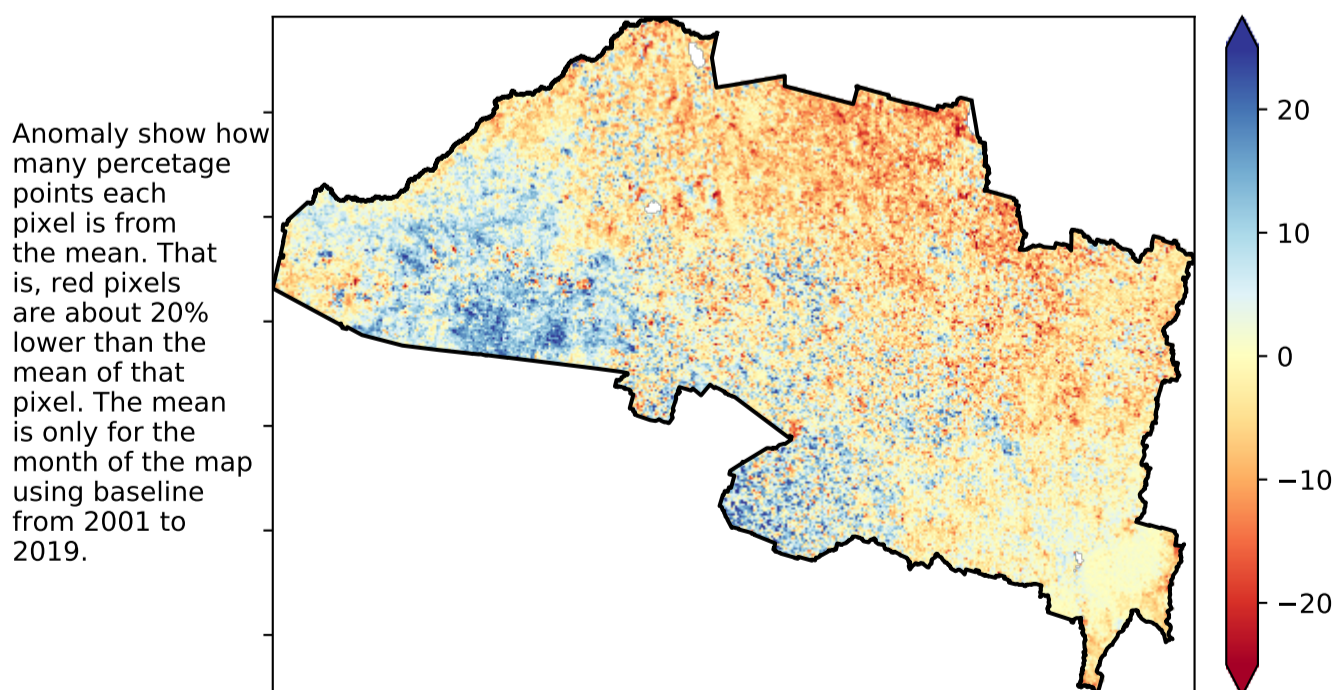 Anomaly show how
many percetage
points each
pixel is from
the mean. That
is, red pixels
are about 20%
lower than the
mean of that
pixel. The mean
is only for the
month of the map
using baseline
from 2001 to
2019.
20
10
0
−10
−20